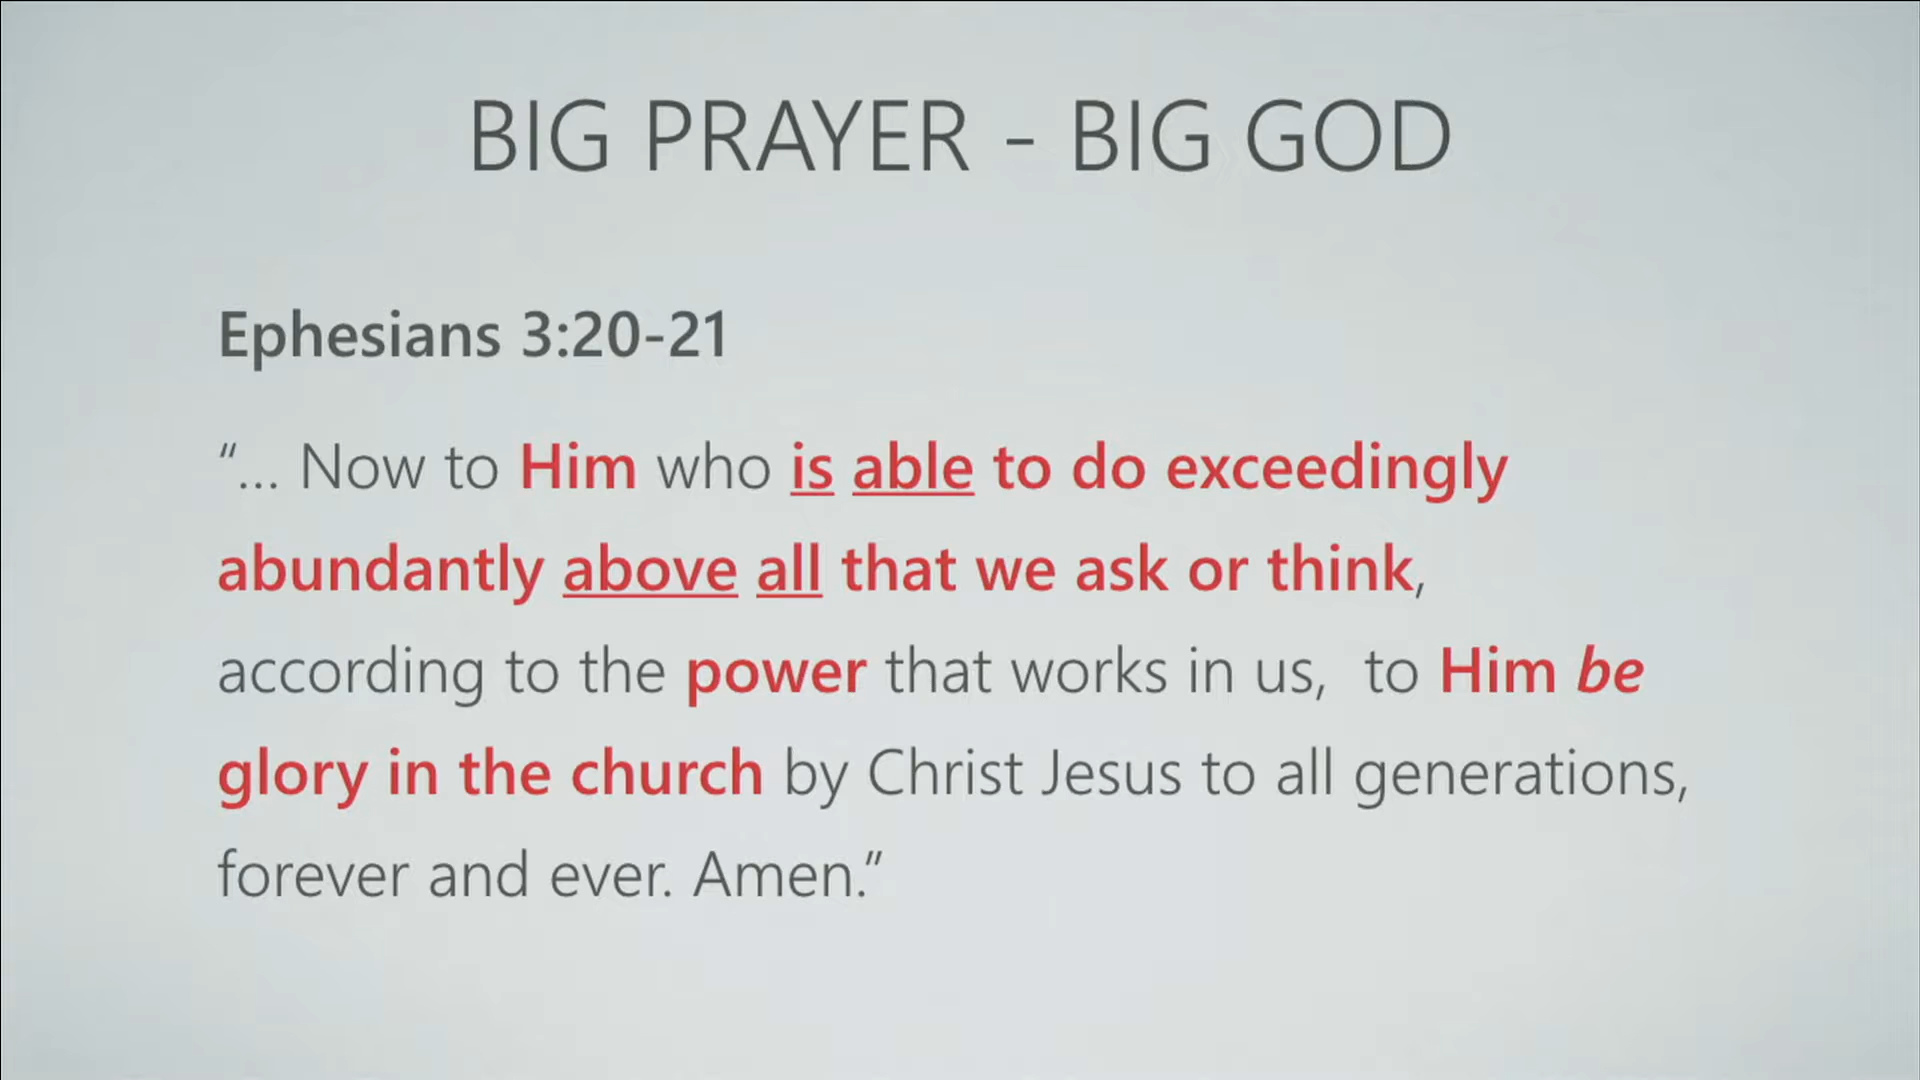 BIG PRAYER - BIG GOD
Ephesians 3:20-21
“... Now to Him who is able to do exceedingly
abundantly above all that we ask or think,
according to the power that works in us,  to Him be
glory in the church by Christ Jesus to all generations,
forever and ever. Amen.”